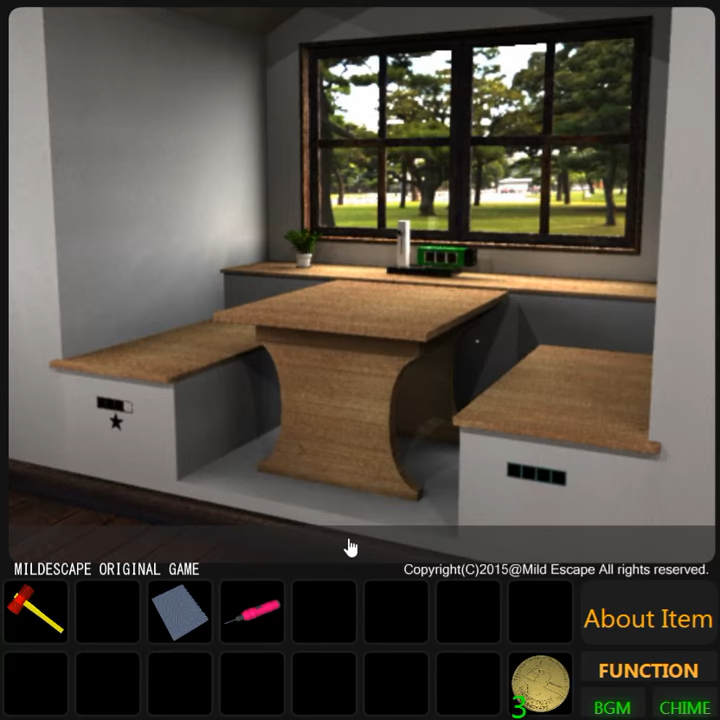 MILDESCAPE ORIGINAL GAME
Copyright(C)2015@Mild Escape All rights reserved.
About Item
FUNCTION
3
BGM
CHIME